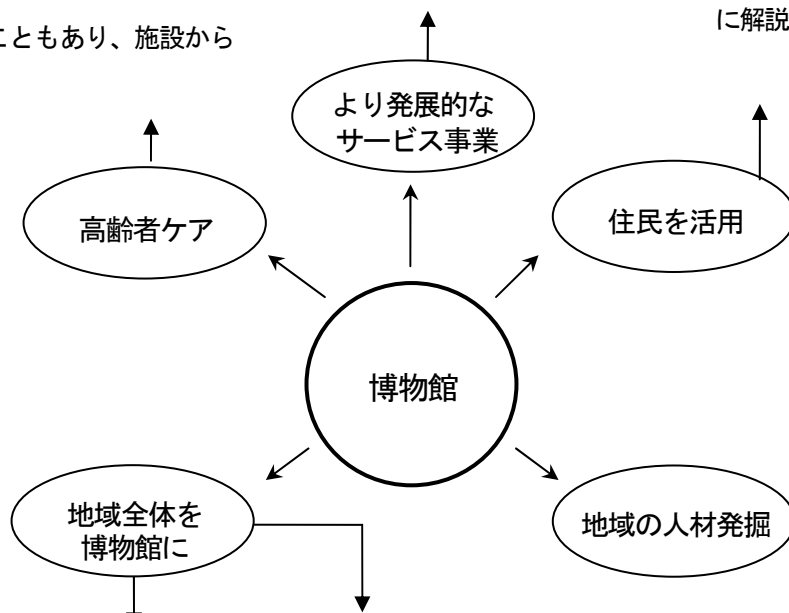 に解説
こともあり、施設から
より発展的な
サービス事業
高齢者ケア
住民を活用
博物館
地域全体を
博物館に
地域の人材発掘